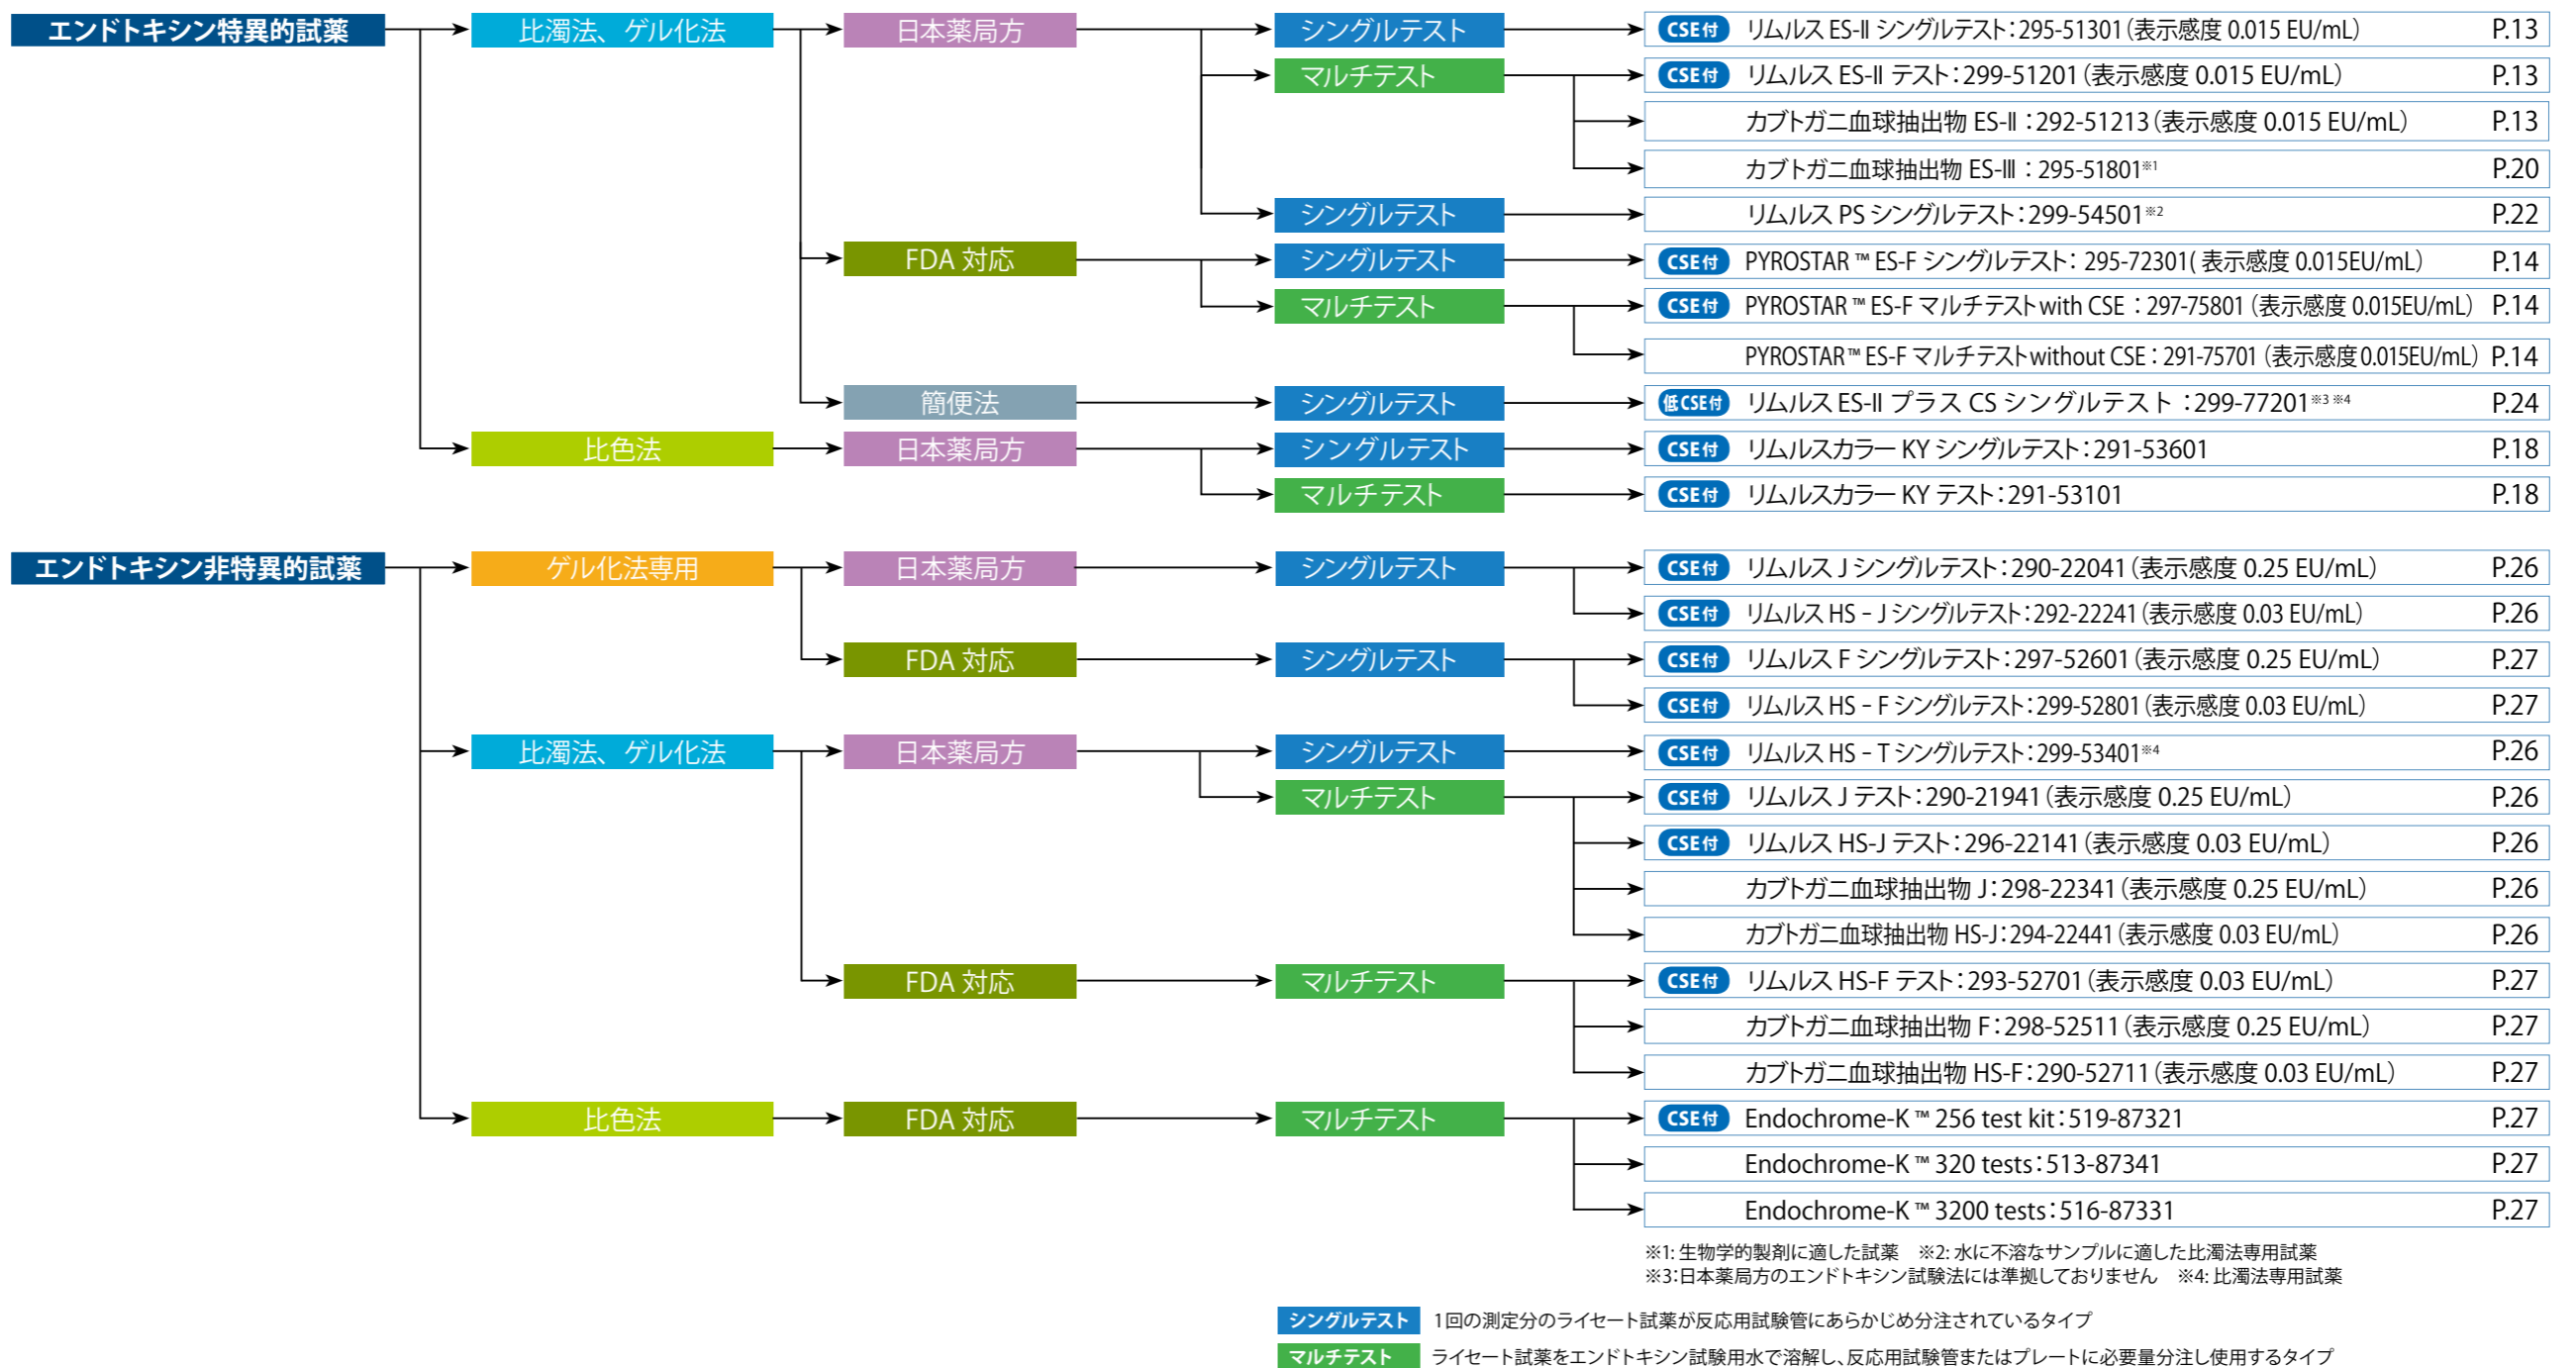 エンドトキシン特異的試薬 比濁法、ゲル化法 日本薬局方 シングルテスト CSE付 リムルス ES-Ⅱ シングルテスト:295-51301(表示感度 0.015 EU/mL) P.13
マルチテスト CSE付 リムルス ES-Ⅱ テスト:299-51201(表示感度 0.015 EU/mL) P.13
カブトガニ血球抽出物 ES-Ⅱ:292-51213(表示感度 0.015 EU/mL) P.13
カブトガニ血球抽出物 ES-Ⅲ:295-51801※1 P.20
シングルテスト リムルス PS シングルテスト:299-54501※2 P.22
FDA 対応 シングルテスト CSE付 PYROSTAR™ ES-F シングルテスト: 295-72301( 表示感度 0.015EU/mL) P.14
マルチテスト CSE付 PYROSTAR™ ES-F マルチテスト with CSE : 297-75801 (表示感度 0.015EU/mL) P.14
PYROSTAR™ ES-F マルチテスト without CSE : 291-75701 (表示感度 0.015EU/mL) P.14
簡便法 シングルテスト 低CSE付 リムルス ES-Ⅱ プラス CS シングルテスト :299-77201※3 ※4 P.24
比色法 日本薬局方 シングルテスト CSE付 リムルスカラー KY シングルテスト:291-53601 P.18
マルチテスト CSE付 リムルスカラー KY テスト:291-53101 P.18
エンドトキシン非特異的試薬 ゲル化法専用 日本薬局方 シングルテスト CSE付 リムルス J シングルテスト:290-22041(表示感度 0.25 EU/mL) P.26
CSE付 リムルス HS - J シングルテスト:292-22241(表示感度 0.03 EU/mL) P.26
FDA 対応 シングルテスト CSE付 リムルス F シングルテスト:297-52601(表示感度 0.25 EU/mL) P.27
CSE付 リムルス HS - F シングルテスト:299-52801(表示感度 0.03 EU/mL) P.27
比濁法、ゲル化法 日本薬局方 シングルテスト CSE付 リムルス HS - T シングルテスト:299-53401※4 P.26
マルチテスト CSE付 リムルス J テスト:290-21941(表示感度 0.25 EU/mL) P.26
CSE付 リムルス HS-J テスト:296-22141(表示感度 0.03 EU/mL) P.26
カブトガニ血球抽出物 J:298-22341(表示感度 0.25 EU/mL) P.26
カブトガニ血球抽出物 HS-J:294-22441(表示感度 0.03 EU/mL) P.26
FDA 対応 マルチテスト CSE付 リムルス HS-F テスト:293-52701(表示感度 0.03 EU/mL) P.27
カブトガニ血球抽出物 F:298-52511(表示感度 0.25 EU/mL) P.27
カブトガニ血球抽出物 HS-F:290-52711(表示感度 0.03 EU/mL) P.27
比色法 FDA 対応 マルチテスト CSE付 Endochrome-K™ 256 test kit:519-87321 P.27
Endochrome-K™ 320 tests:513-87341 P.27
Endochrome-K™ 3200 tests:516-87331 P.27
※1: 生物学的製剤に適した試薬 ※2: 水に不溶なサンプルに適した比濁法専用試薬
※3:日本薬局方のエンドトキシン試験法には準拠しておりません ※4: 比濁法専用試薬
シングルテスト 1回の測定分のライセート試薬が反応用試験管にあらかじめ分注されているタイプ
マルチテスト ライセート試薬をエンドトキシン試験用水で溶解し、反応用試験管またはプレートに必要量分注し使用するタイプ